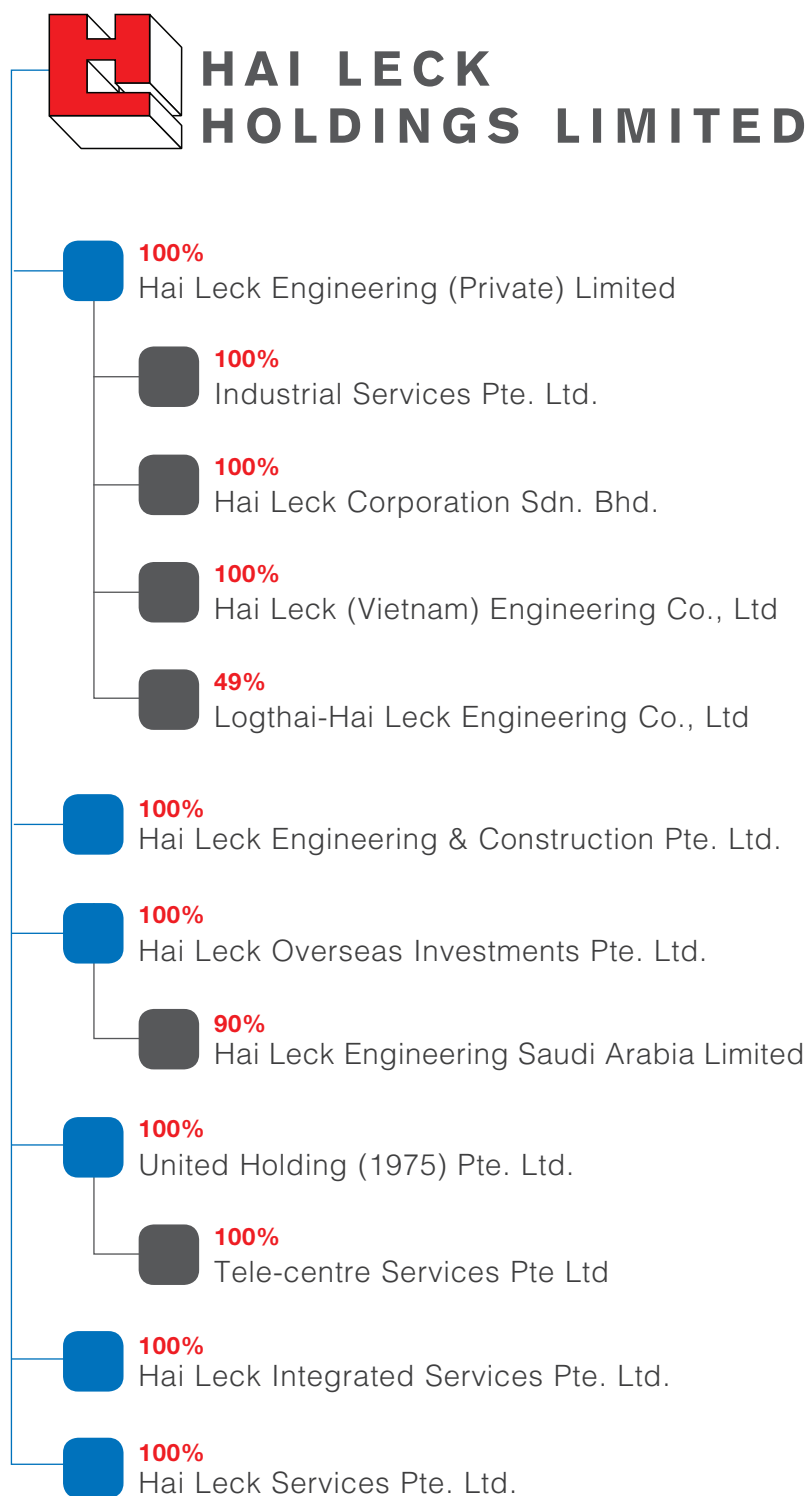 HAI LECK
HOLDINGS LIMITED
100%
Hai Leck Engineering (Private) Limited
100%
Industrial Services Pte. Ltd.
100%
Hai Leck Corporation Sdn. Bhd.
100%
Hai Leck (Vietnam) Engineering Co., Ltd
49%
Logthai-Hai Leck Engineering Co., Ltd
100%
Hai Leck Engineering & Construction Pte. Ltd.
100%
Hai Leck Overseas Investments Pte. Ltd.
90%
Hai Leck Engineering Saudi Arabia Limited
100%
United Holding (1975) Pte. Ltd.
100%
Tele-centre Services Pte Ltd
100%
Hai Leck Integrated Services Pte. Ltd.
100%
Hai Leck Services Pte. Ltd.